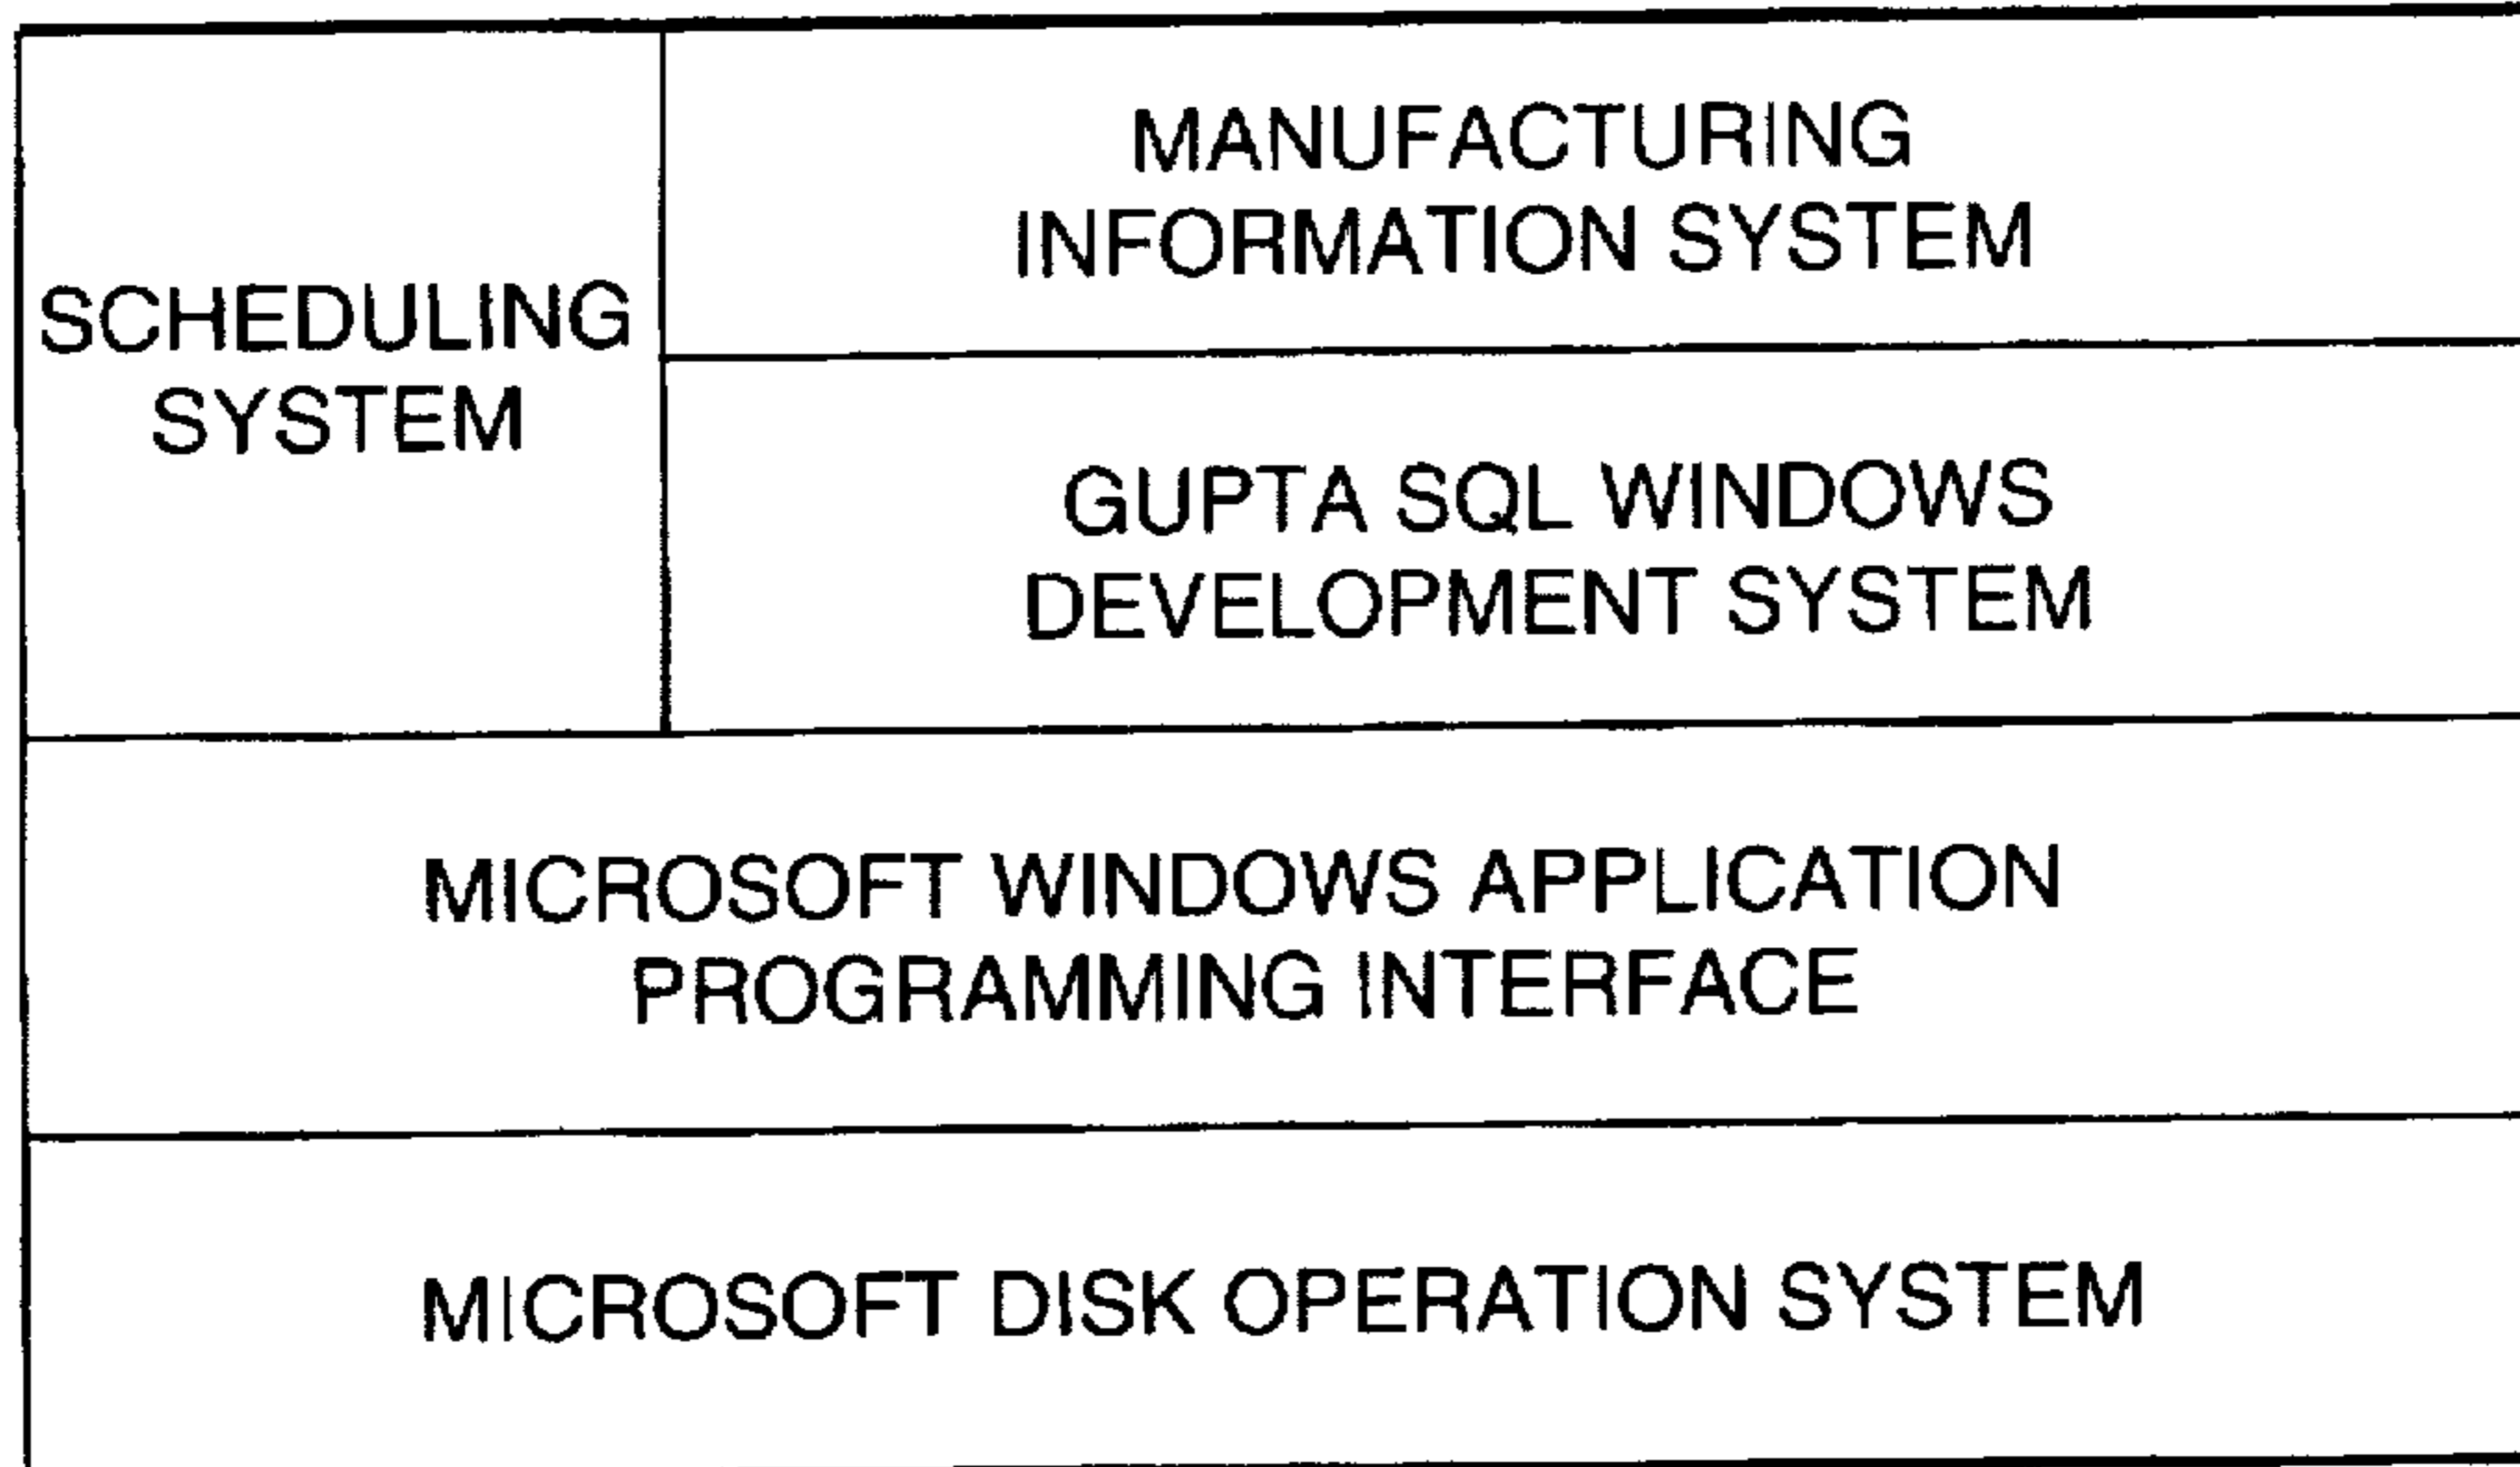 SCHEDULING
SYSTEM
MANUFACTURING
INFORMATION SYSTEM
GUPTA SQL WINDOWS
DEVELOPMENT SYSTEM
MICROSOFT WINDOWS APPLICATION
PROGRAMMING INTERFACE
MICROSOFT DISK OPERATION SYSTEM